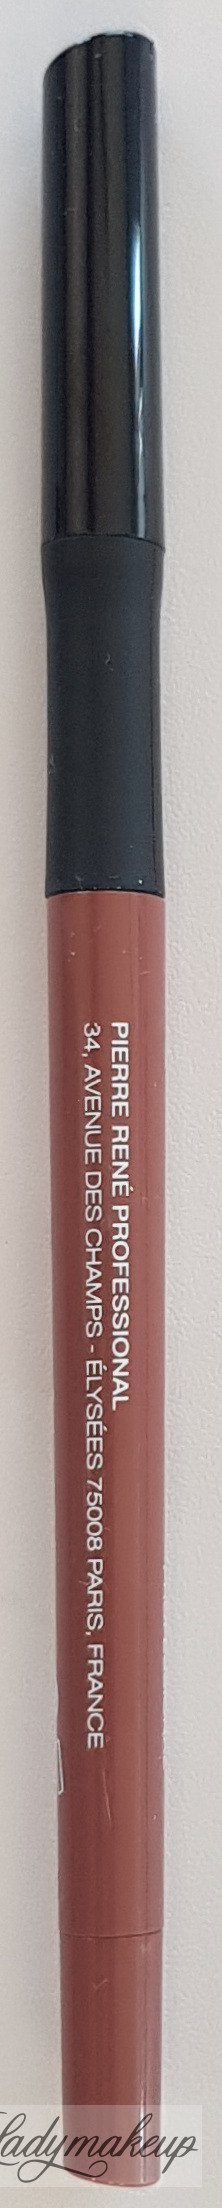 PIERRE RENÉ PROFESSIONAL
34, AVENUE DES CHAMPS - ÉLYSÉES 75008 PARIS, FRANCE
ladymakeup